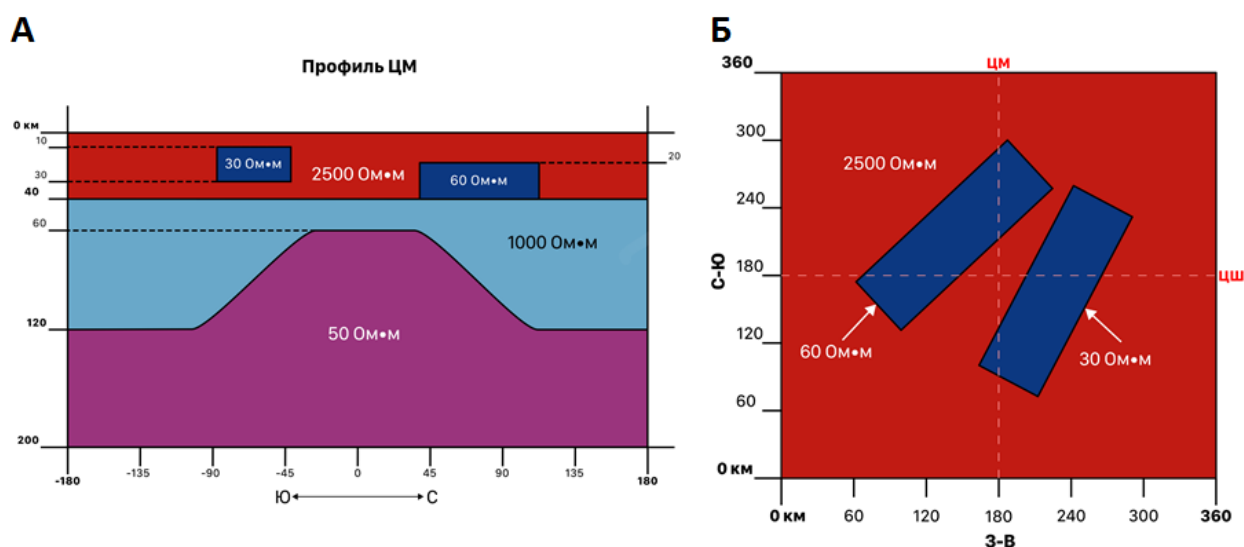 А
Профиль ЦМ
0 км
10
30
40
60
120
200
20
30 Ом•м
2500 Ом•м
60 Ом•м
1000 Ом•м
50 Ом•м
-180 -135 -90 -45 0 45 90 135 180
Ю С
Б
360
ЦМ
300
2500 Ом•м
240
С-Ю
180
ЦШ
120
60 Ом•м
30 Ом•м
60
0 км
0 км 60 120 180 240 300 360
З-В